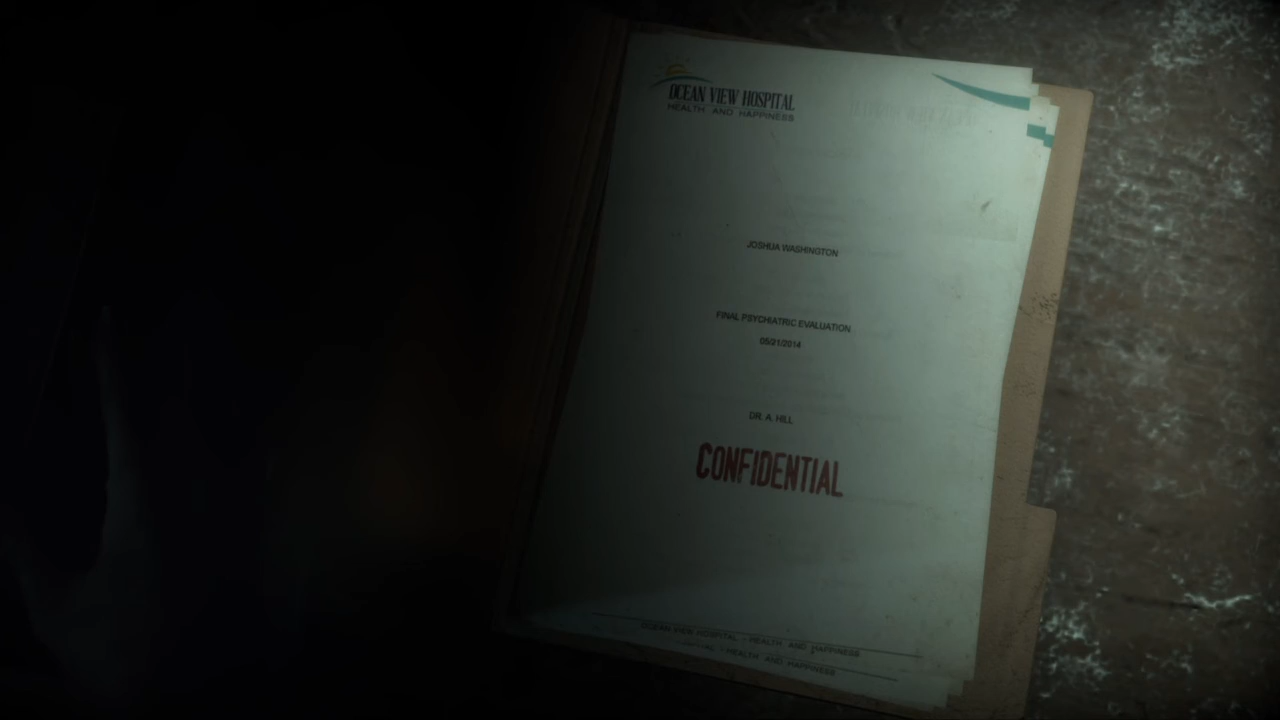 OCEAN VIEW HOSPITAL
HEALTH AND HAPPINESS
JOSHUA WASHINGTON
FINAL PSYCHIATRIC EVALUATION
05/21/2014
DR. A. HILL
CONFIDENTIAL
OCEAN VIEW HOSPITAL - HEALTH AND HAPPINESS
- HEALTH AND HAPPINESS